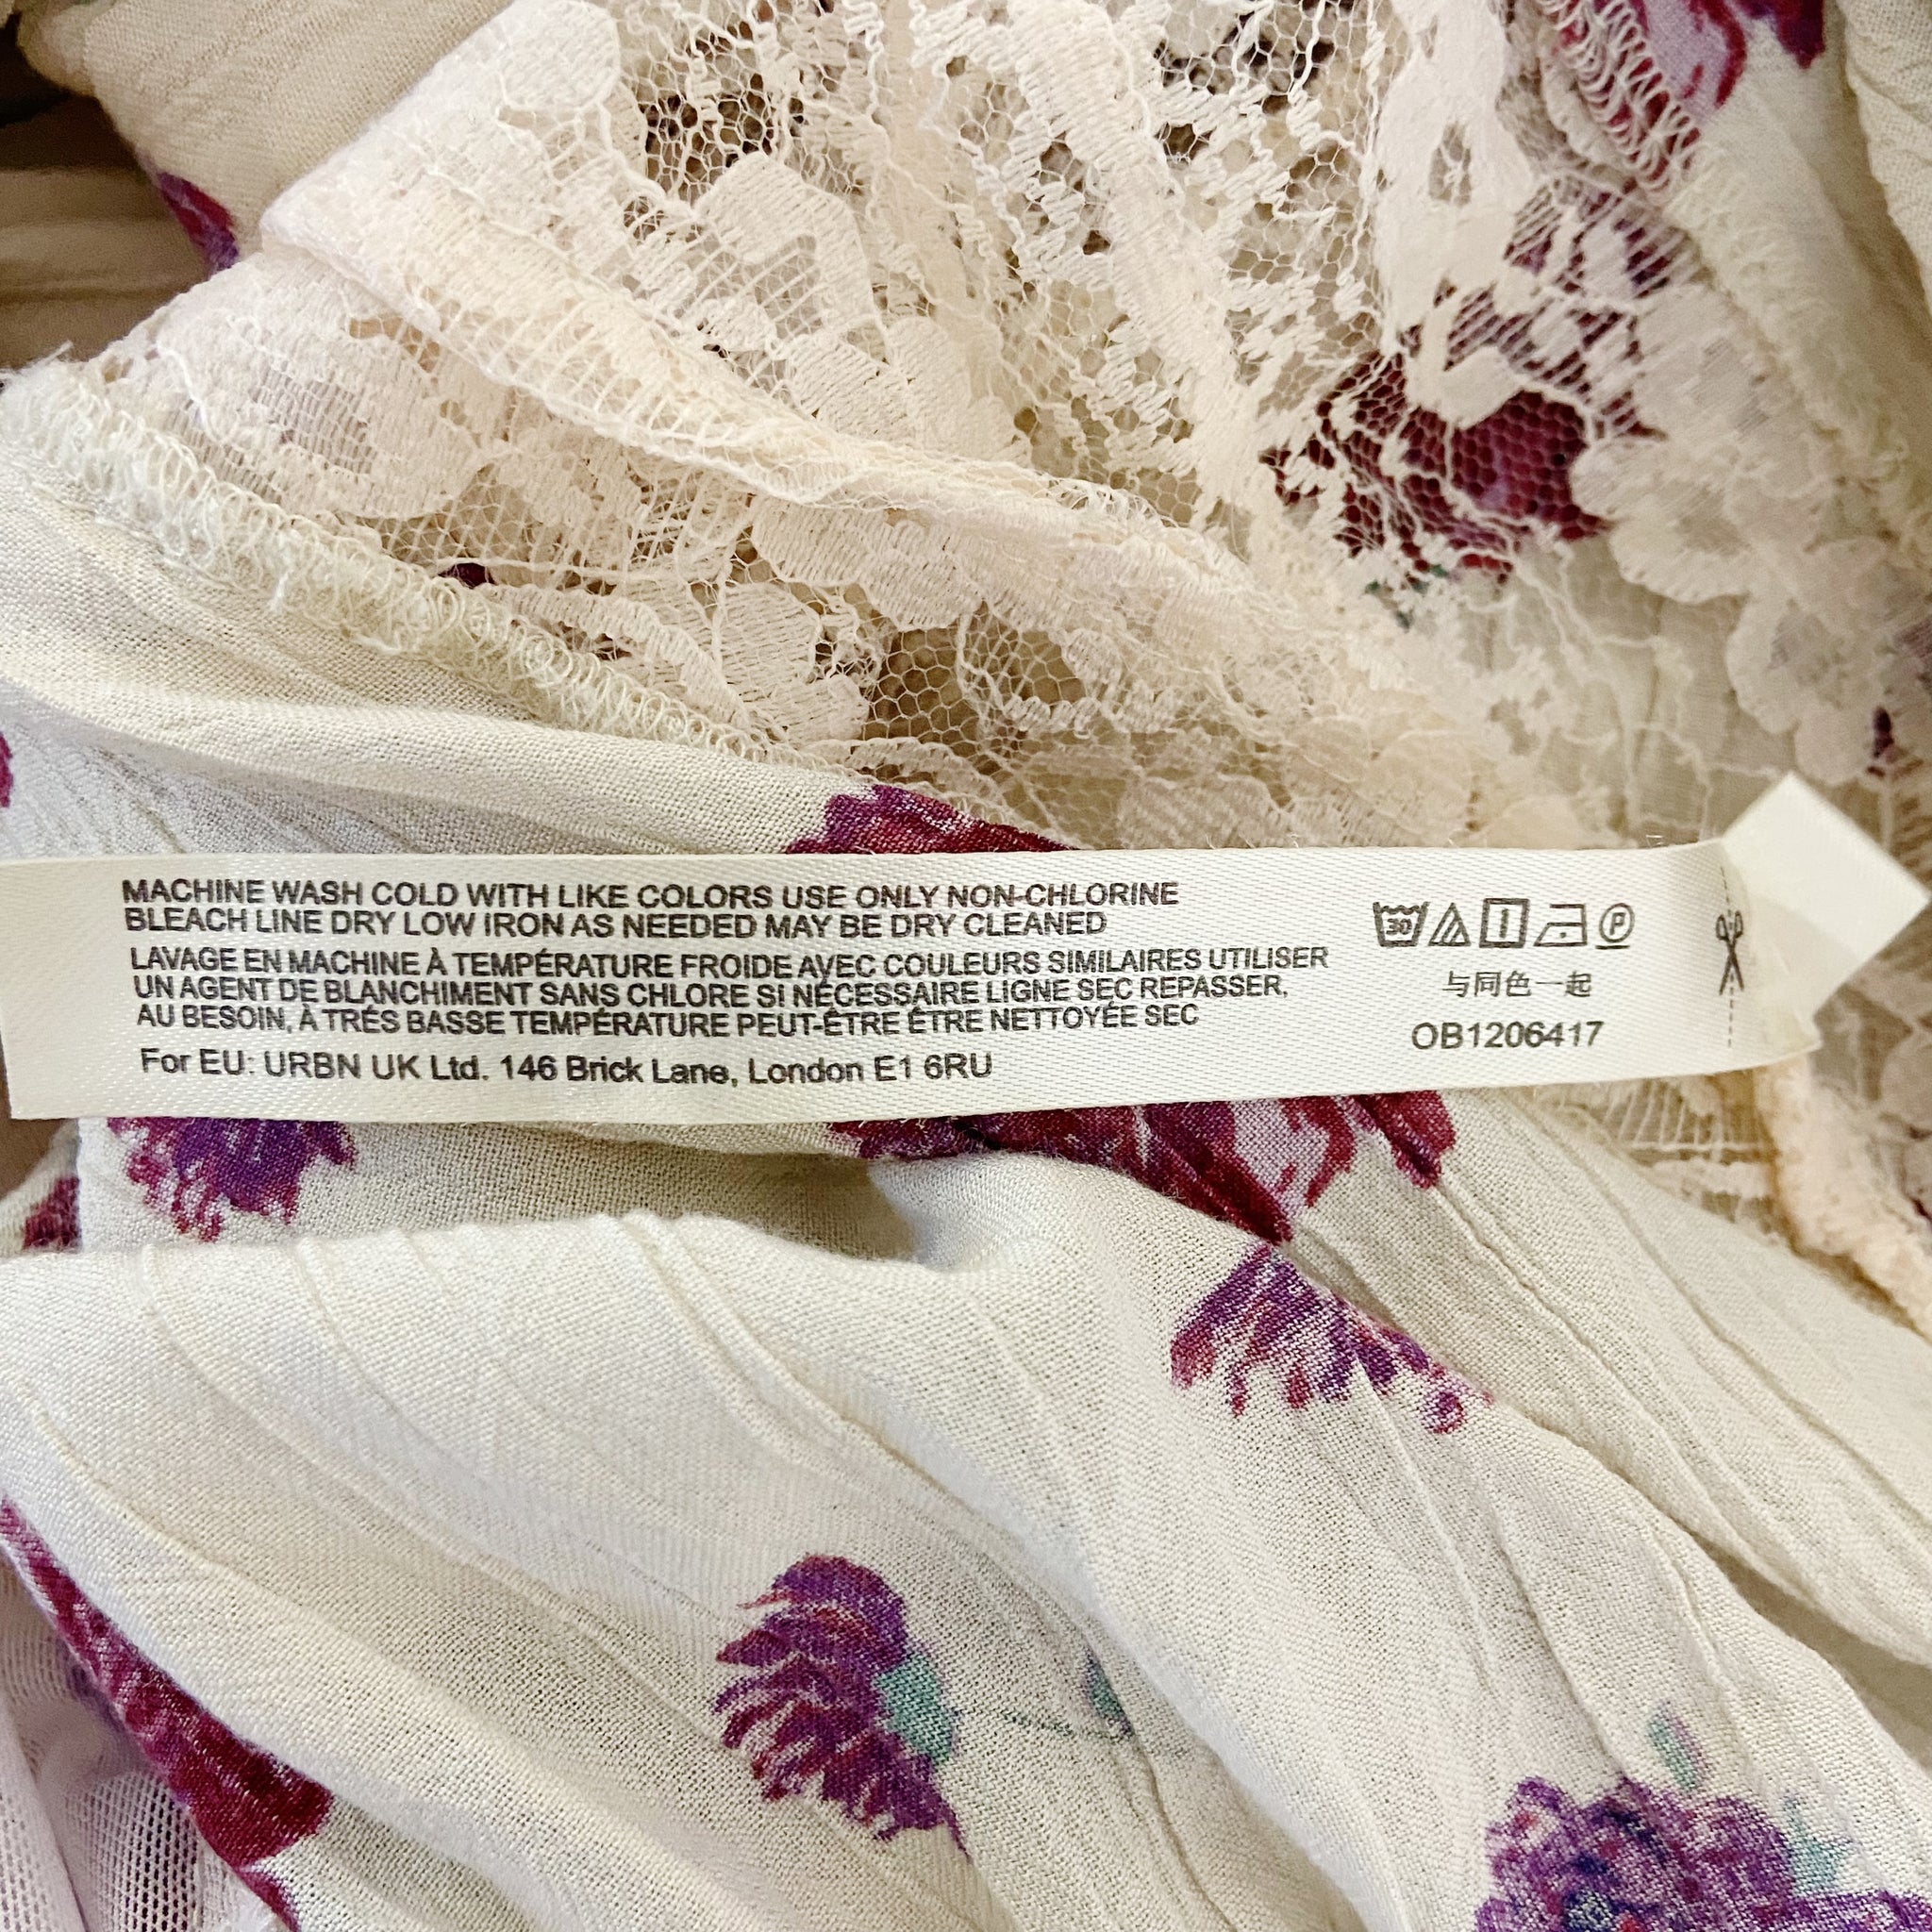 MACHINE WASH COLD WITH LIKE COLORS USE ONLY NON-CHLORINE
BLEACH LINE DRY LOW IRON AS NEEDED MAY BE DRY CLEANED
LAVAGE EN MACHINE À TEMPÉRATURE FROIDE AVEC COULEURS SIMILAIRES UTILISER
UN AGENT DE BLANCHIMENT SANS CHLORE SI NÉCESSAIRE LIGNE SEC REPASSER,
AU BESOIN, À TRÉS BASSE TEMPÉRATURE PEUT-ÊTRE ÊTRE NETTOYÉE SEC
For EU: URBN UK Ltd. 146 Brick Lane, London E1 6RU
30 P
与同色一起
OB1206417